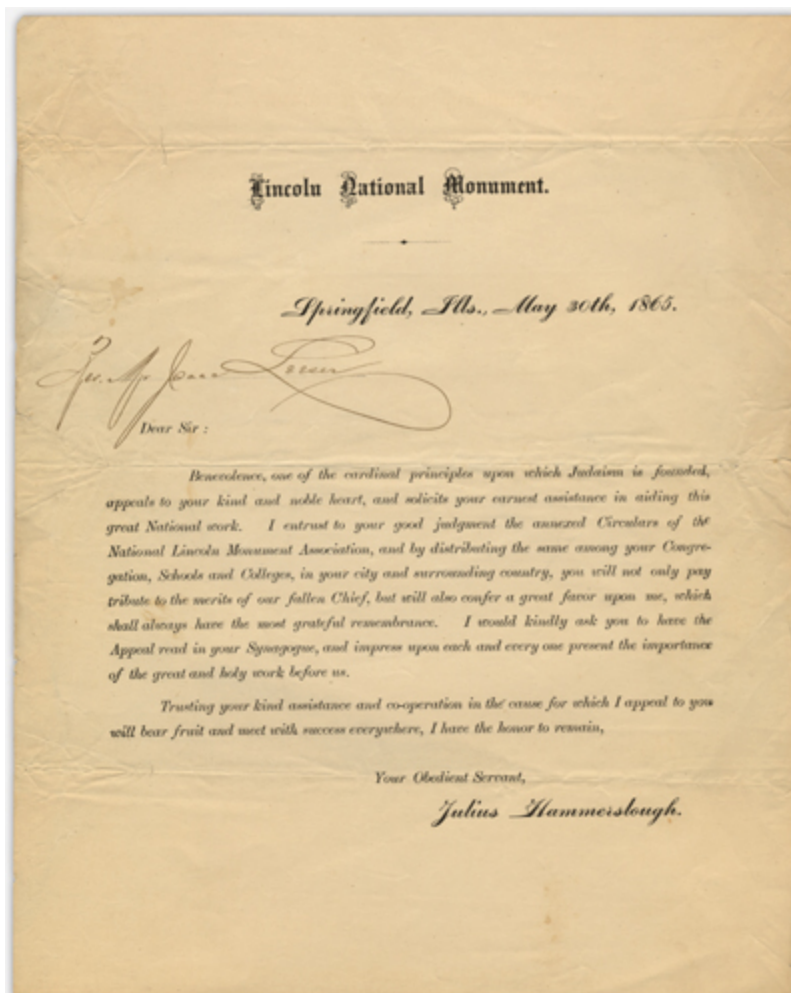 Lincoln National Monument.
Springfield, Ills., May 30th, 1865.
Rev. Mr Isaac Leeser
Dear Sir :
Benevolence, one of the cardinal principles upon which Judaism is founded,
appeals to your kind and noble heart, and solicits your earnest assistance in aiding this
great National work. I entrust to your good judgment the annexed Circulars of the
National Lincoln Monument Association, and by distributing the same among your Congre-
gation, Schools and Colleges, in your city and surrounding country, you will not only pay
tribute to the merits of our fallen Chief, but will also confer a great favor upon me, which
shall always have the most grateful remembrance. I would kindly ask you to have the
Appeal read in your Synagogue, and impress upon each and every one present the importance
of the great and holy work before us.
Trusting your kind assistance and co-operation in the cause for which I appeal to you
will bear fruit and meet with success everywhere, I have the honor to remain,
Your Obedient Servant,
Julius Hammerslough.